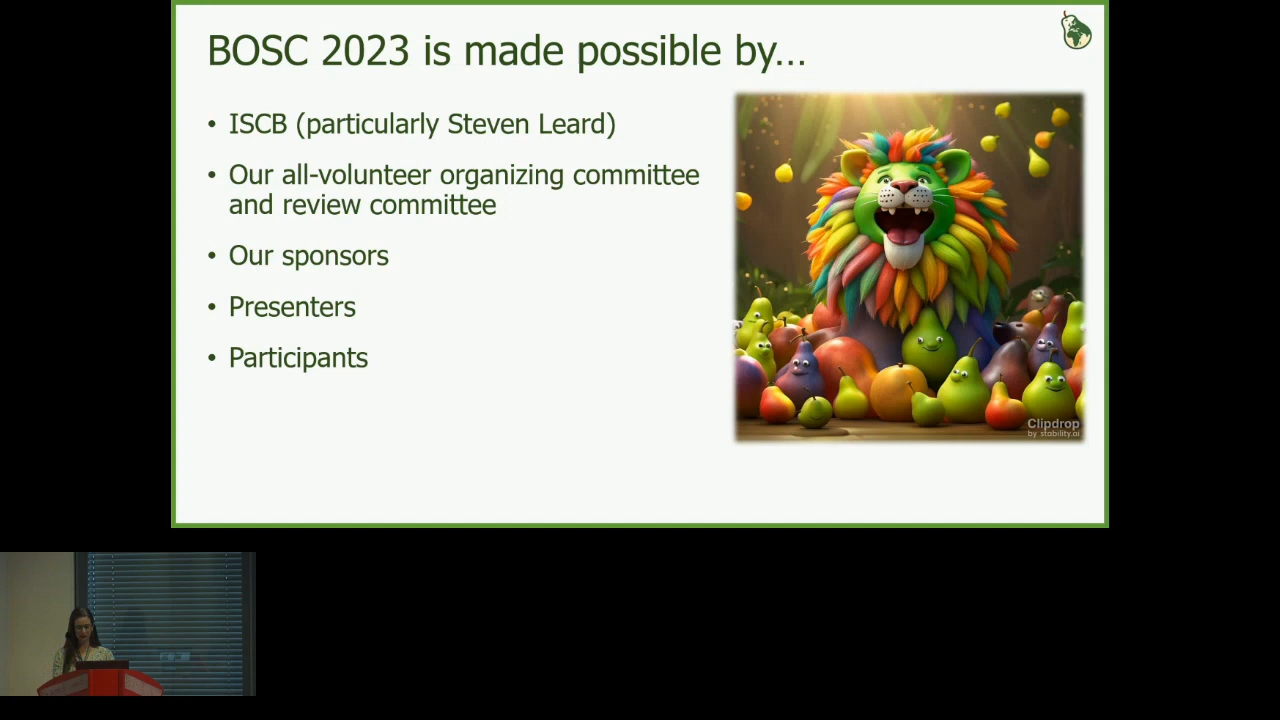 BOSC 2023 is made possible by...
• ISCB (particularly Steven Leard)
• Our all-volunteer organizing committee
and review committee
• Our sponsors
• Presenters
• Participants
Clipdrop
by stability.ai